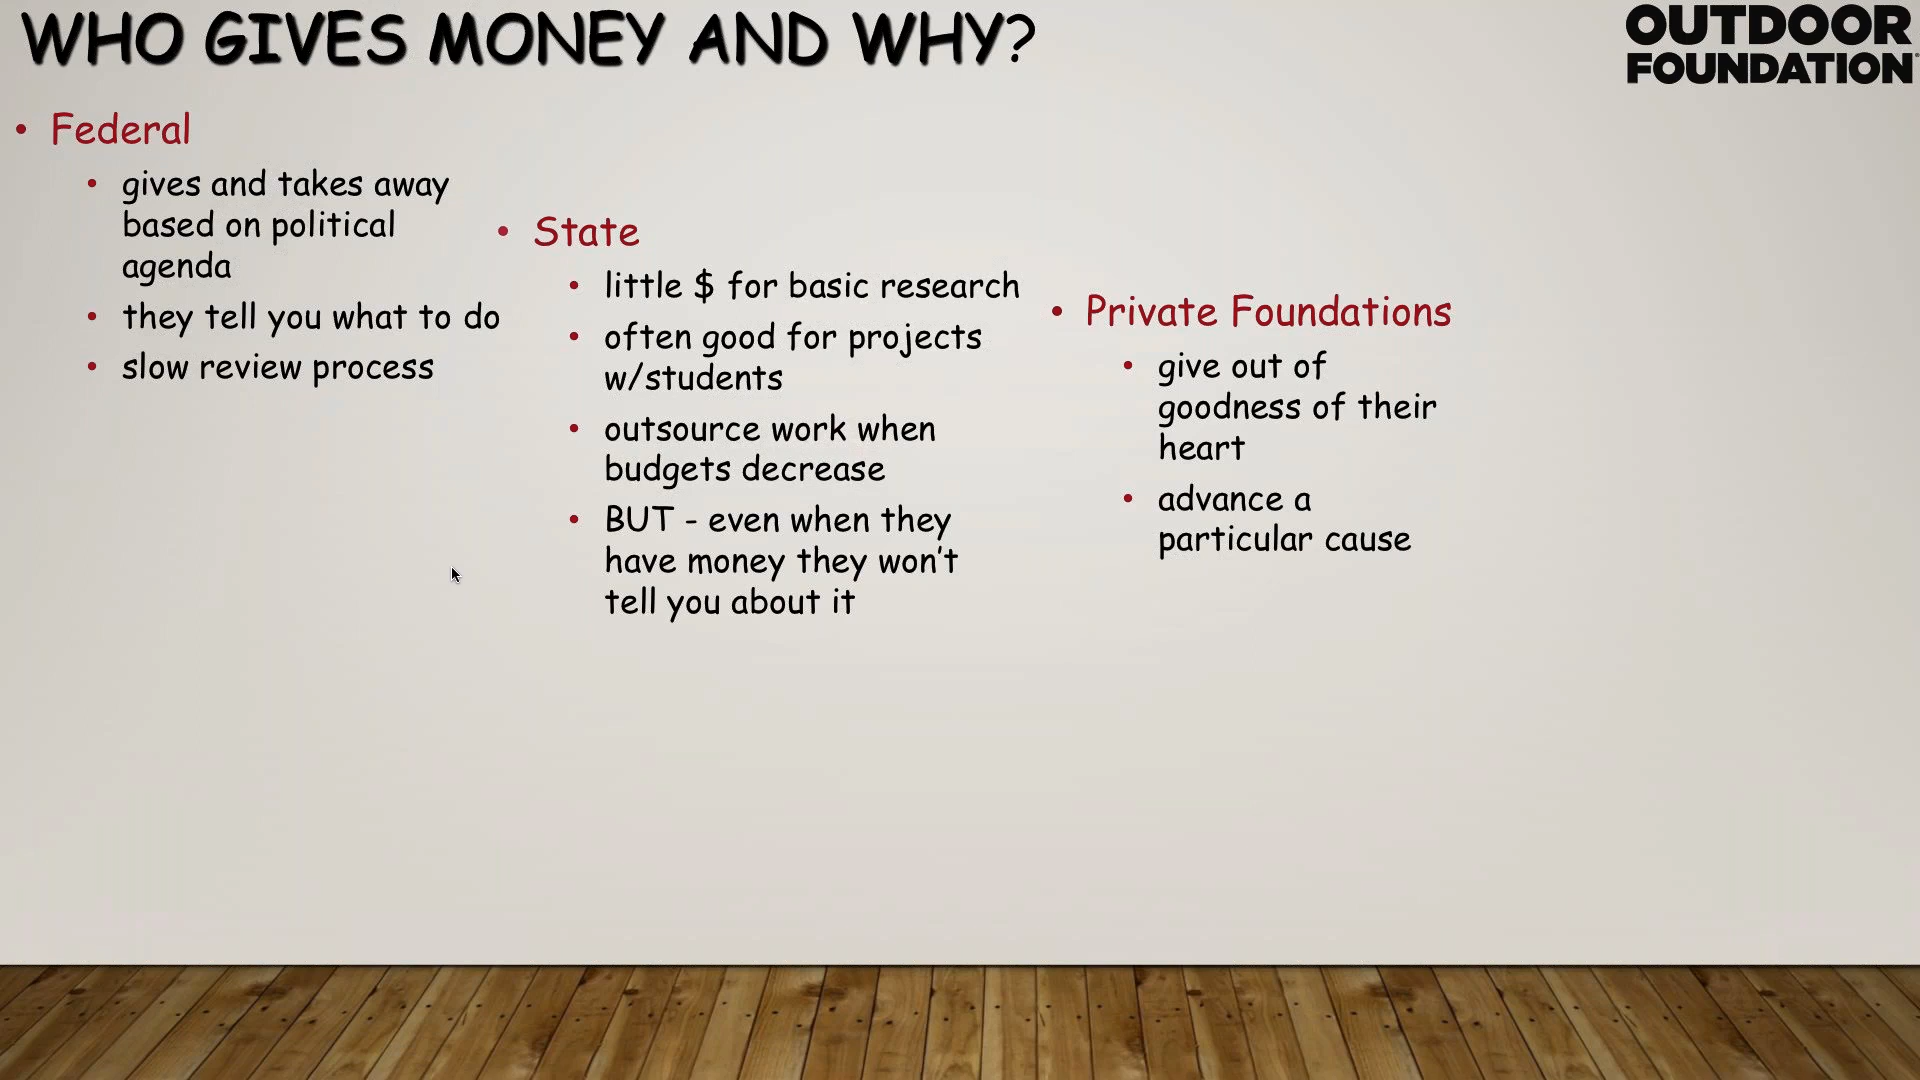 WHO GIVES MONEY AND WHY?
OUTDOOR
FOUNDATION
• Federal
• gives and takes away
based on political
agenda
• they tell you what to do
• slow review process
• State
• little $ for basic research
• often good for projects
w/students
• outsource work when
budgets decrease
• BUT - even when they
have money they won't
tell you about it
• Private Foundations
• give out of
goodness of their
heart
• advance a
particular cause